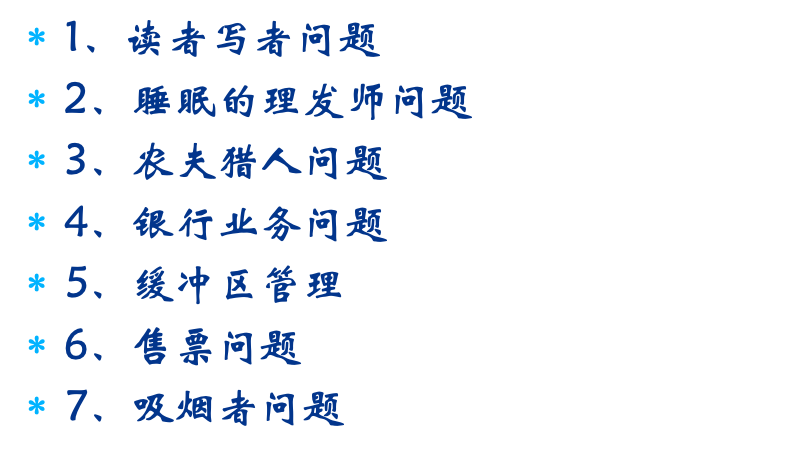 * 1、读者写者问题
* 2、睡眠的理发师问题
* 3、农夫猎人问题
* 4、银行业务问题
* 5、缓冲区管理
* 6、售票问题
* 7、吸烟者问题